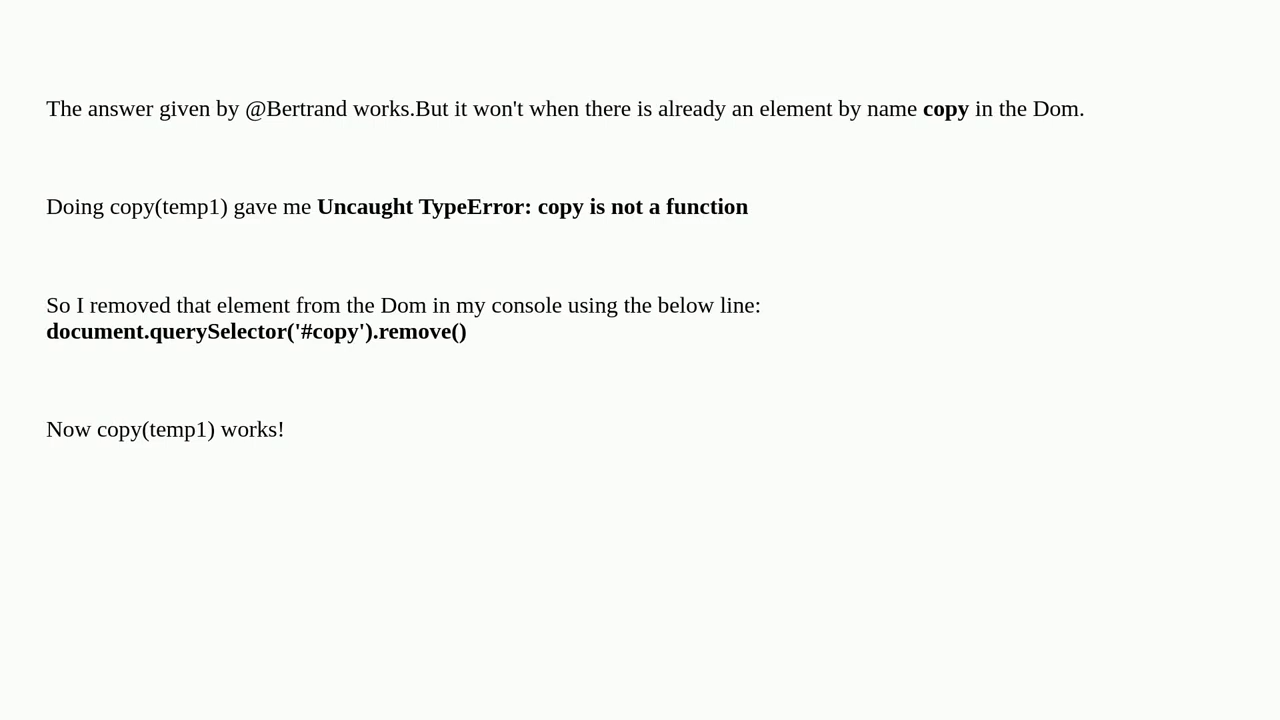 The answer given by @Bertrand works.But it won't when there is already an element by name copy in the Dom.
Doing copy(temp1) gave me Uncaught TypeError: copy is not a function
So I removed that element from the Dom in my console using the below line:
document.querySelector('#copy').remove()
Now copy(temp1) works!